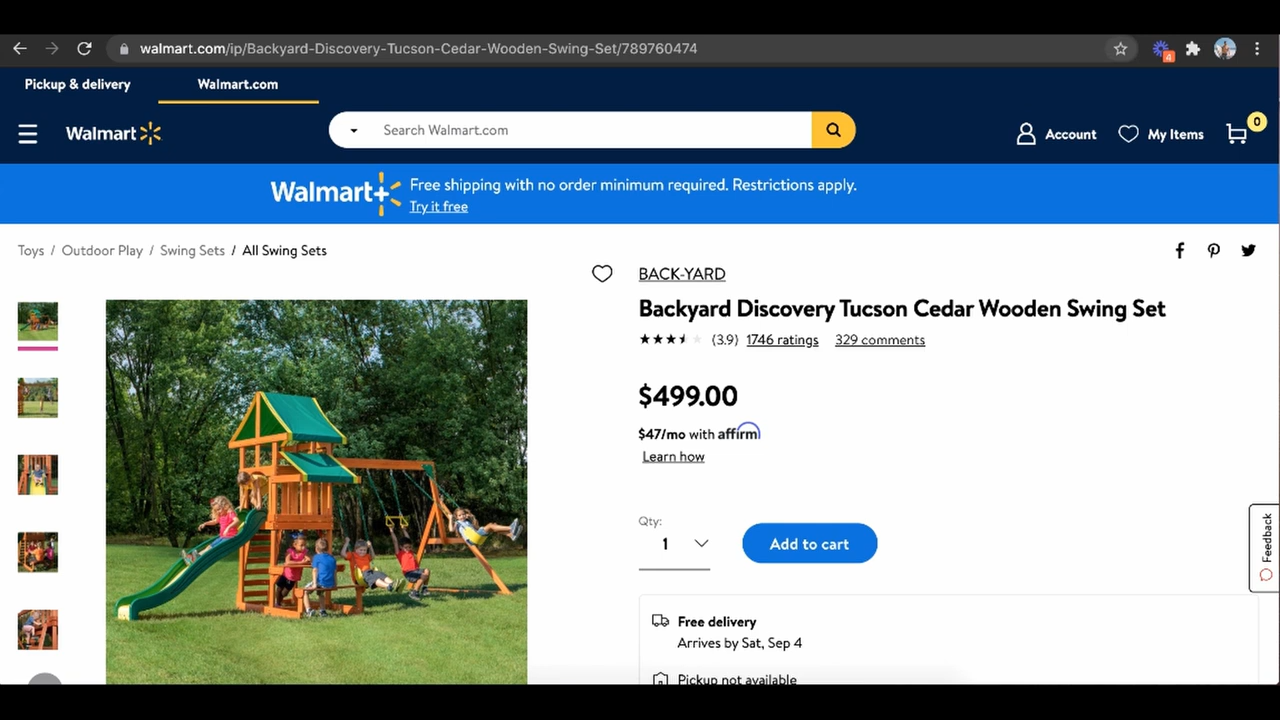 walmart.com/ip/Backyard-Discovery-Tucson-Cedar-Wooden-Swing-Set/789760474
4
Pickup & delivery
Walmart.com
Walmart
Search Walmart.com
Account
My Items
0
Walmart+
Free shipping with no order minimum required. Restrictions apply.
Try it free
Toys / Outdoor Play / Swing Sets / All Swing Sets
BACK-YARD
Backyard Discovery Tucson Cedar Wooden Swing Set
(3.9) 1746 ratings 329 comments
$499.00
$47/mo with affirm
Learn how
Qty:
1
Add to cart
Feedback
Free delivery
Arrives by Sat, Sep 4
Pickup not available